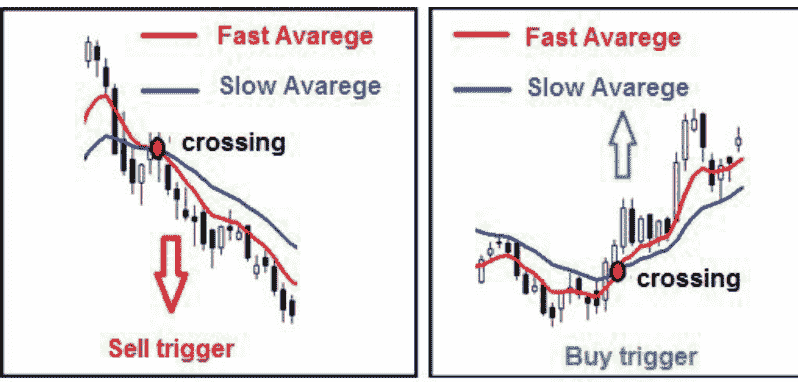 Fast Avarege
Slow Avarege
crossing
Sell trigger
Fast Avarege
Slow Avarege
crossing
Buy trigger